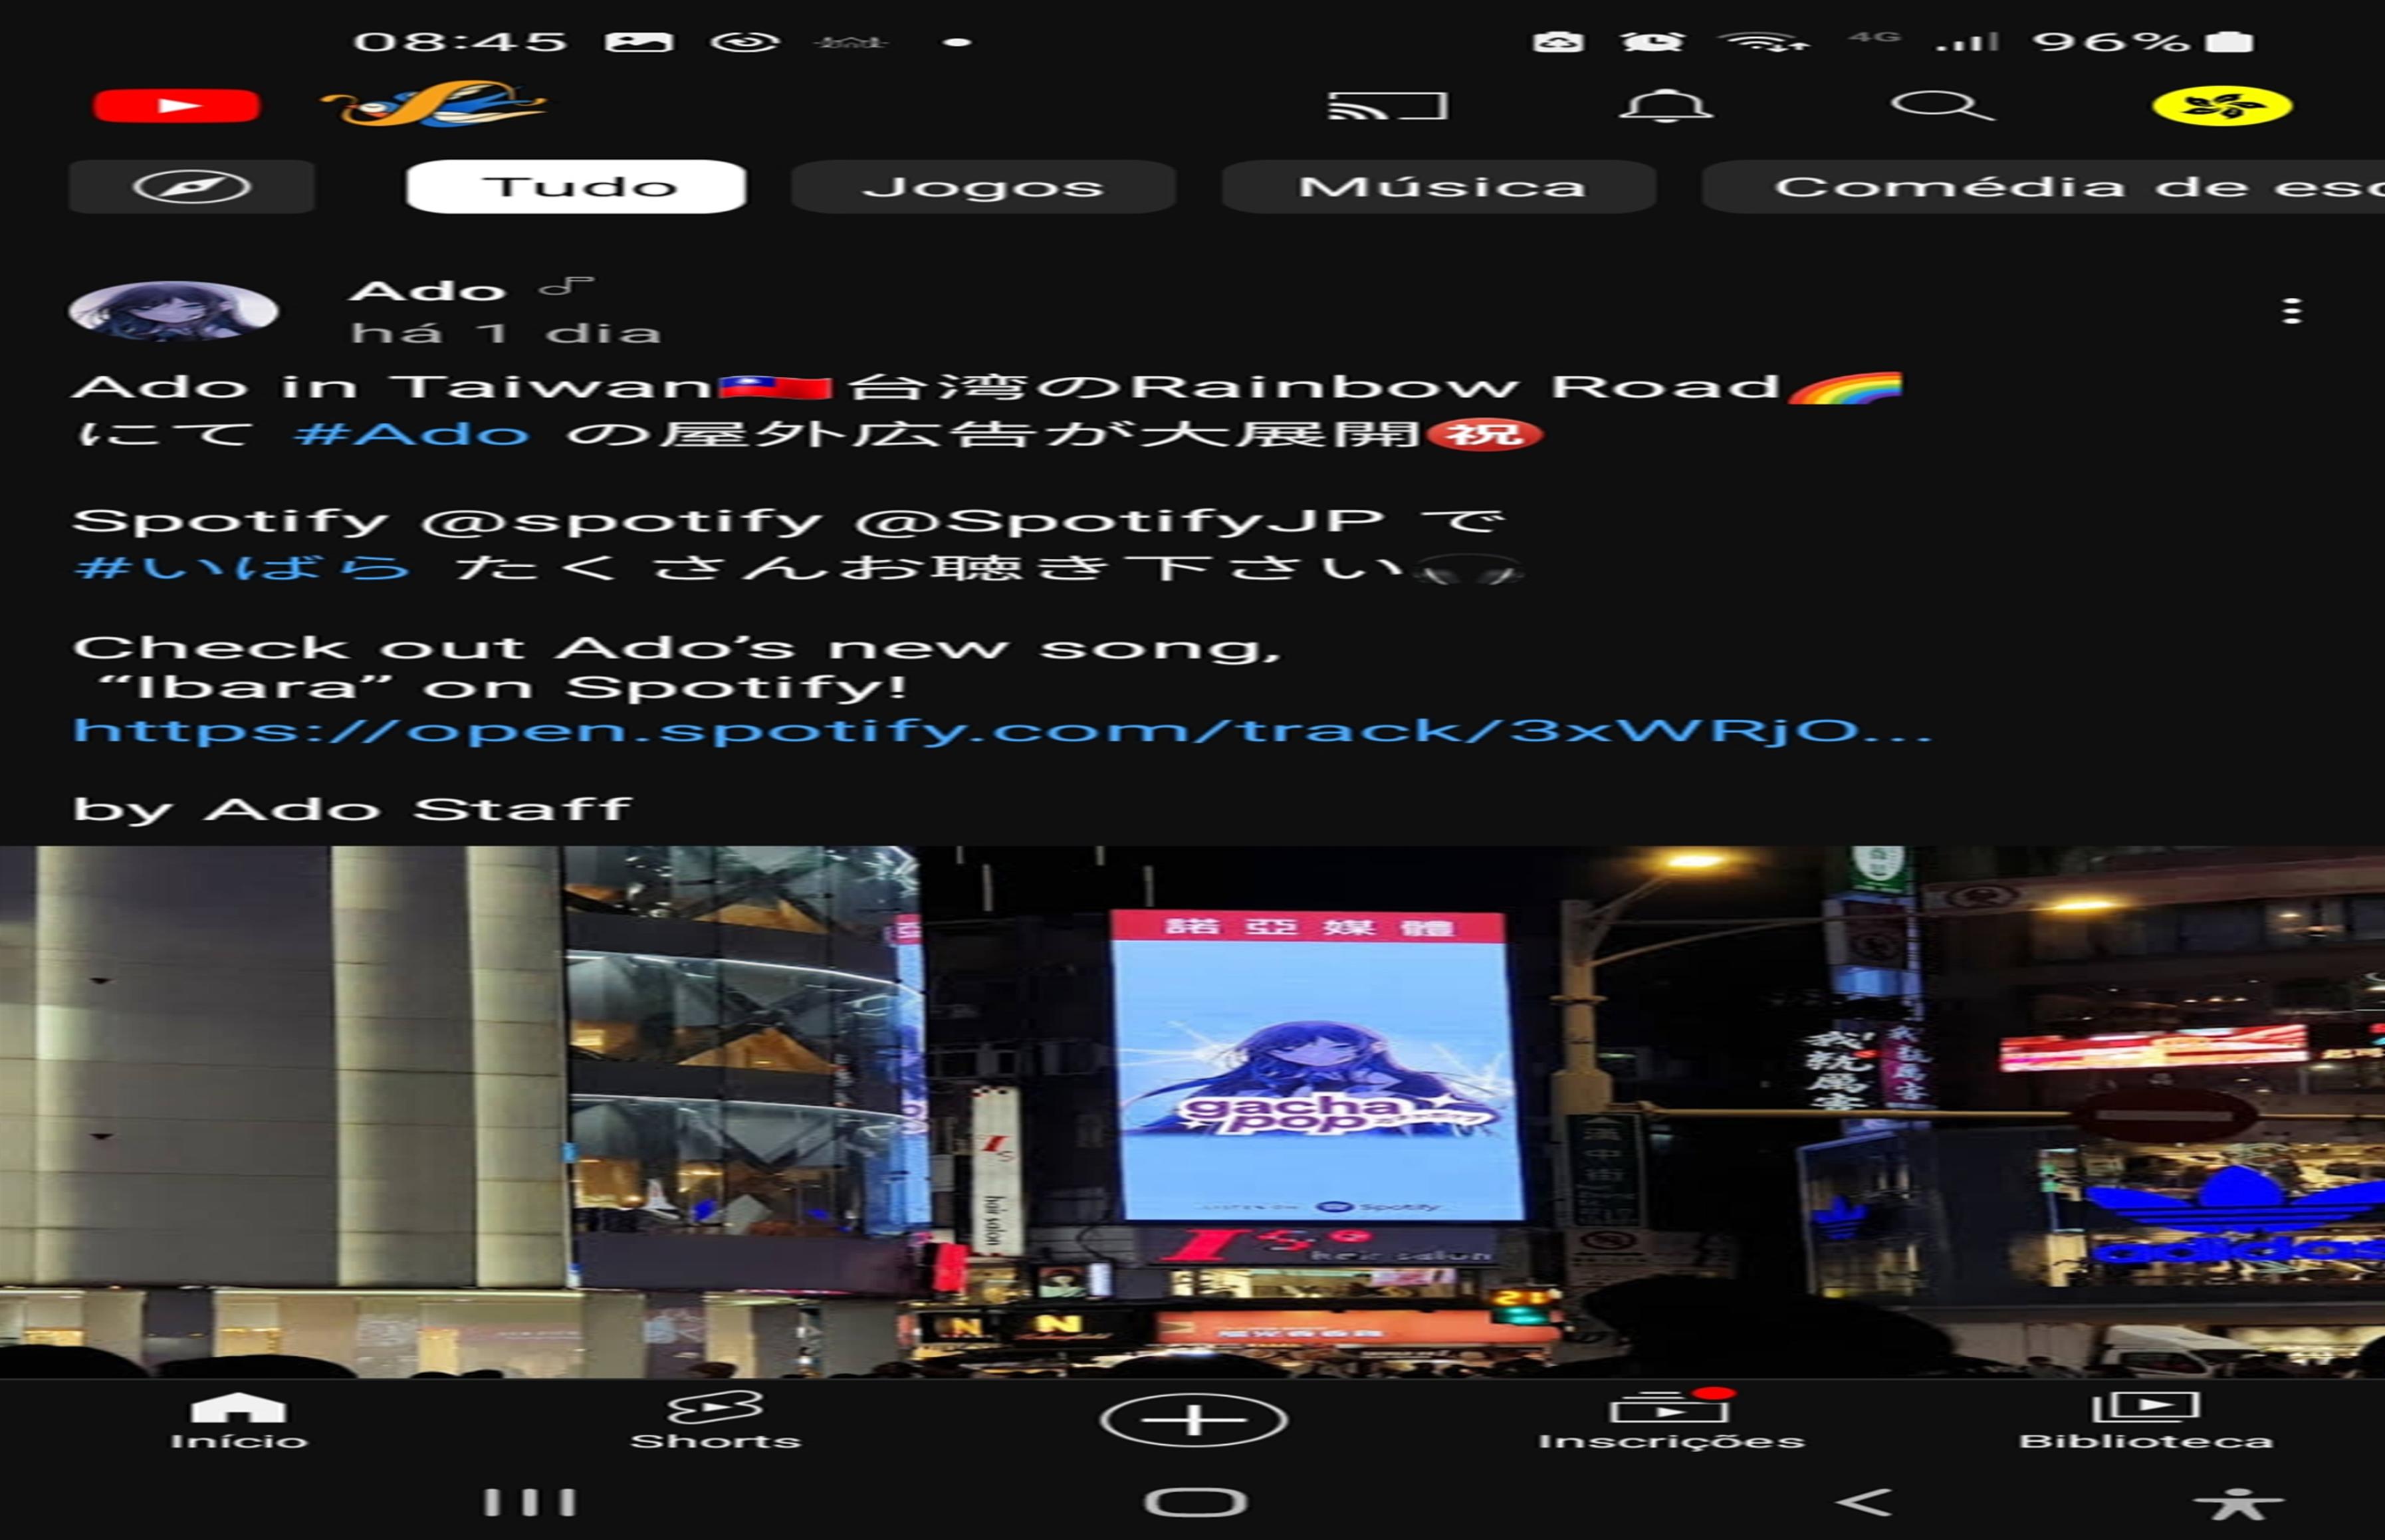 08:45
4G
96%
Tudo
Jogos
Música
Comédia de esc
Ado
há 1 dia
Ado in Taiwan🇹🇼台湾のRainbow Road🌈
にて #Ado の屋外広告が大展開㊗️
Spotify @spotify @SpotifyJP で
#いばら たくさんお聴き下さい🎧
Check out Ado’s new song,
“Ibara” on Spotify!
https://open.spotify.com/track/3xWRjO...
by Ado Staff
諾亞媒體
gacha
pop
Spotify
I's
hair salon
I's hair salon
adidas
N
N
Início
Shorts
Inscrições
Biblioteca